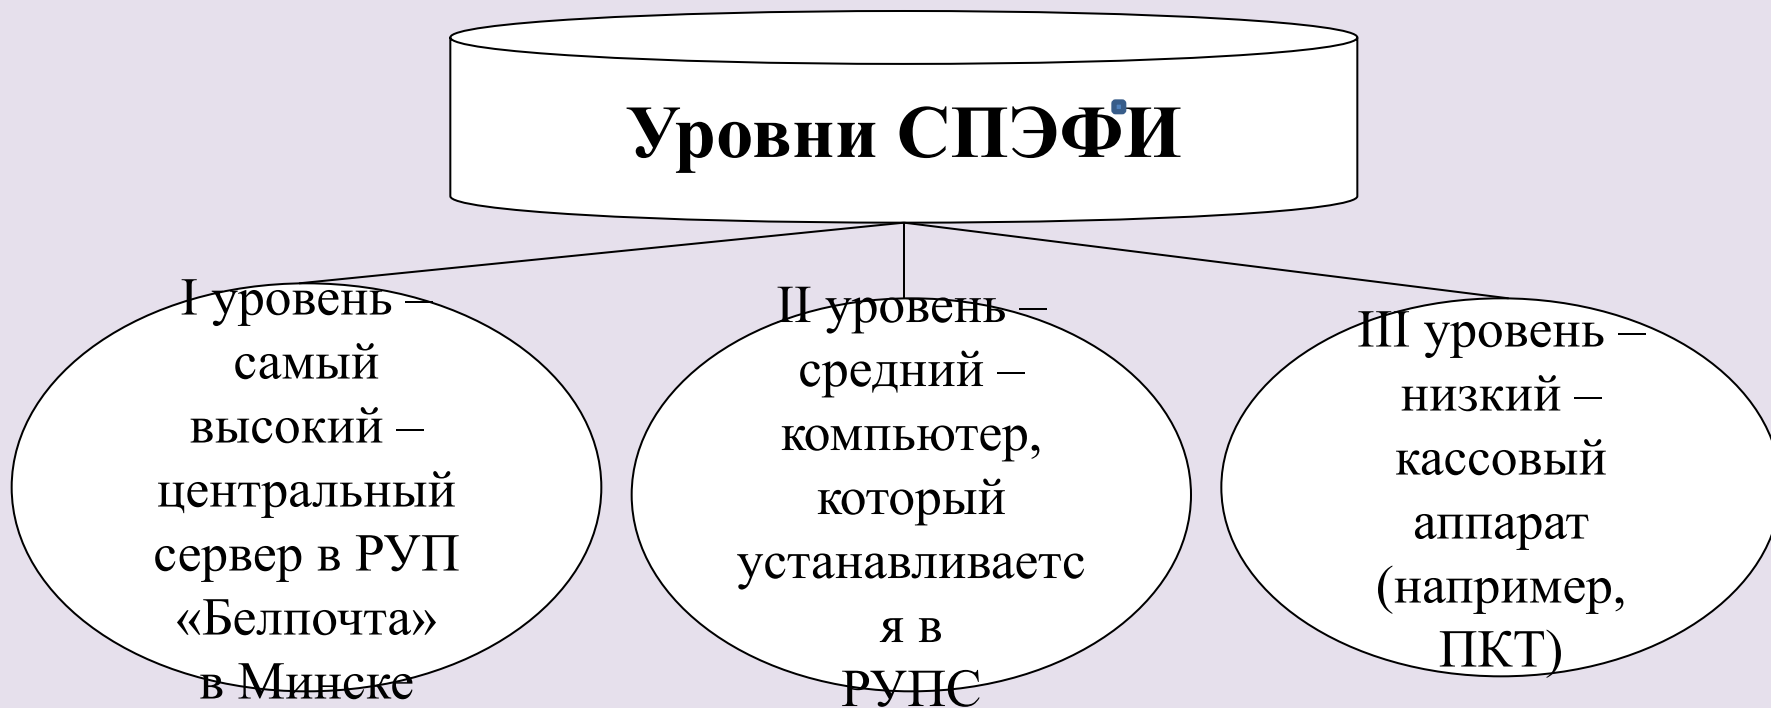 Уровни СПЭФИ
I уровень –
самый
высокий –
центральный
сервер в РУП
«Белпочта»
в Минске
II уровень –
средний –
компьютер,
который
устанавливаетс
я в
РУПС
III уровень –
низкий –
кассовый
аппарат
(например,
ПКТ)